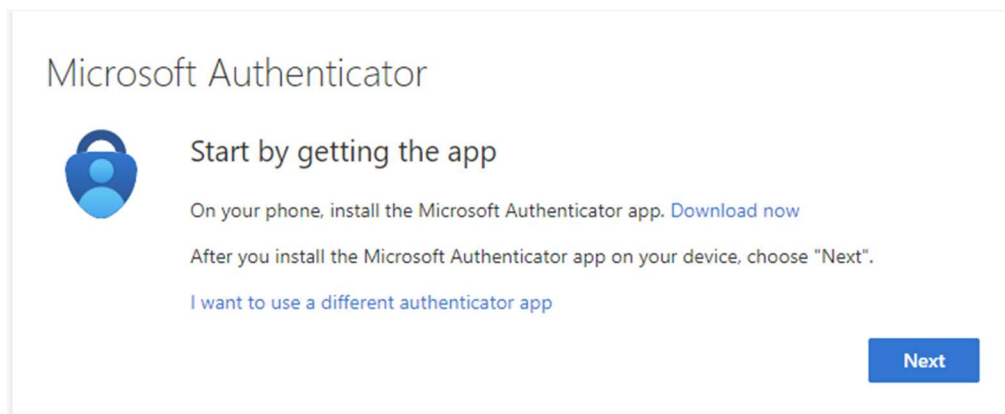 Microsoft Authenticator
Start by getting the app
On your phone, install the Microsoft Authenticator app. Download now
After you install the Microsoft Authenticator app on your device, choose "Next".
I want to use a different authenticator app
Next